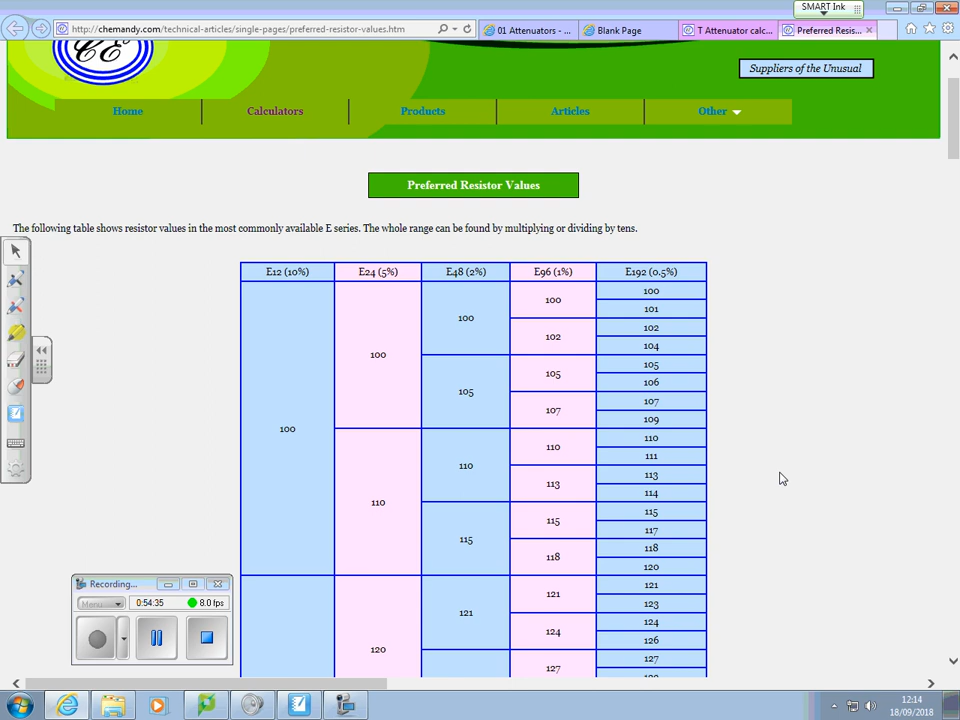 SMART Ink
http://chemandy.com/technical-articles/single-pages/preferred-resistor-values.htm
01 Attenuators - ...
Blank Page
T Attenuator calc...
Preferred Resis...
CE
Suppliers of the Unusual
Home
Calculators
Products
Articles
Other
Preferred Resistor Values
The following table shows resistor values in the most commonly available E series. The whole range can be found by multiplying or dividing by tens.
E12 (10%) E24 (5%) E48 (2%) E96 (1%) E192 (0.5%)
100
100
100
100
100
101
102
102
104
105
105
105
106
107
107
109
110
110
110
110
111
113
113
114
115
115
115
117
118
118
120
120
121
121
121
123
124
124
126
127
127
Recording...
Menu
0:54:35
8.0 fps
12:14
18/09/2018